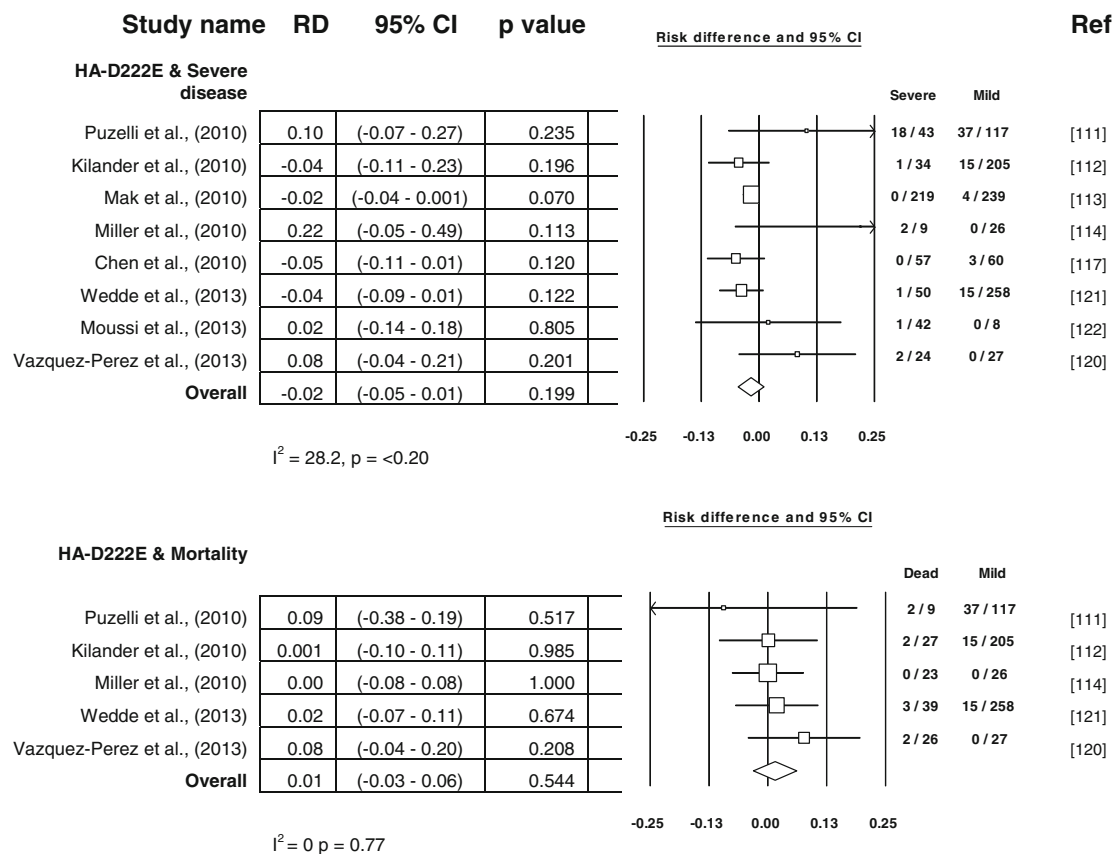 Study name RD 95% CI p value Risk difference and 95% CI Ref
HA-D222E & Severe
disease
Severe Mild
Puzelli et al., (2010) 0.10 (-0.07 - 0.27) 0.235 18 / 43 37 / 117 [111]
Kilander et al., (2010) -0.04 (-0.11 - 0.23) 0.196 1 / 34 15 / 205 [112]
Mak et al., (2010) -0.02 (-0.04 - 0.001) 0.070 0 / 219 4 / 239 [113]
Miller et al., (2010) 0.22 (-0.05 - 0.49) 0.113 2 / 9 0 / 26 [114]
Chen et al., (2010) -0.05 (-0.11 - 0.01) 0.120 0 / 57 3 / 60 [117]
Wedde et al., (2013) -0.04 (-0.09 - 0.01) 0.122 1 / 50 15 / 258 [121]
Moussi et al., (2013) 0.02 (-0.14 - 0.18) 0.805 1 / 42 0 / 8 [122]
Vazquez-Perez et al., (2013) 0.08 (-0.04 - 0.21) 0.201 2 / 24 0 / 27 [120]
Overall -0.02 (-0.05 - 0.01) 0.199
-0.25 -0.13 0.00 0.13 0.25
I² = 28.2, p = <0.20
Risk difference and 95% CI
HA-D222E & Mortality
Dead Mild
Puzelli et al., (2010) 0.09 (-0.38 - 0.19) 0.517 2 / 9 37 / 117 [111]
Kilander et al., (2010) 0.001 (-0.10 - 0.11) 0.985 2 / 27 15 / 205 [112]
Miller et al., (2010) 0.00 (-0.08 - 0.08) 1.000 0 / 23 0 / 26 [114]
Wedde et al., (2013) 0.02 (-0.07 - 0.11) 0.674 3 / 39 15 / 258 [121]
Vazquez-Perez et al., (2013) 0.08 (-0.04 - 0.20) 0.208 2 / 26 0 / 27 [120]
Overall 0.01 (-0.03 - 0.06) 0.544
-0.25 -0.13 0.00 0.13 0.25
I² = 0 p = 0.77